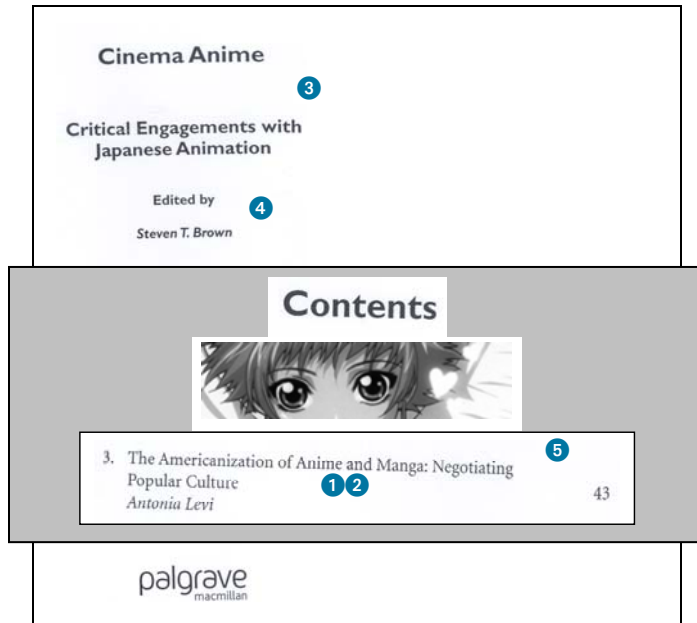 Cinema Anime
3
Critical Engagements with
Japanese Animation
Edited by
4
Steven T. Brown
Contents
5
3. The Americanization of Anime and Manga: Negotiating
Popular Culture
1 2
Antonia Levi
43
palgrave
macmillan